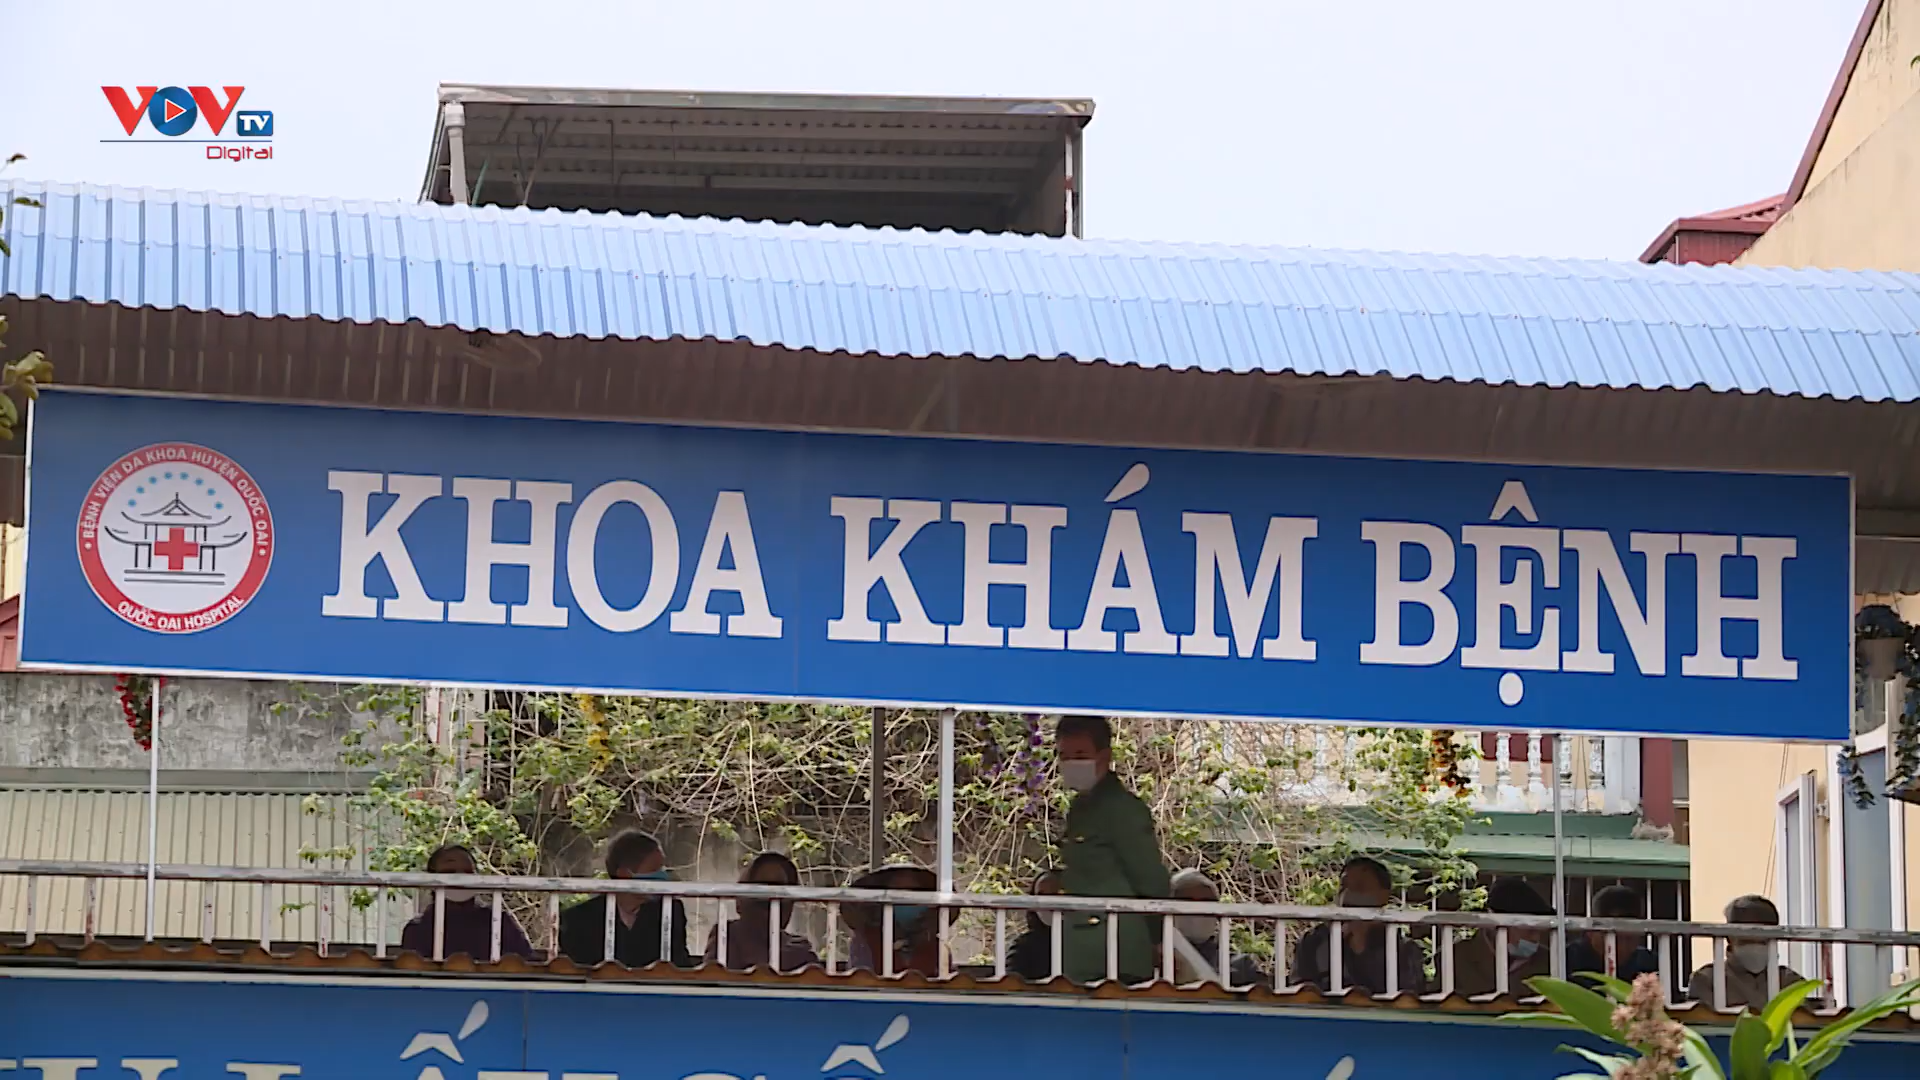 VOV TV
Digital
BỆNH VIỆN ĐA KHOA HUYỆN QUỐC OAI
QUỐC OAI HOSPITAL
KHOA KHÁM BỆNH